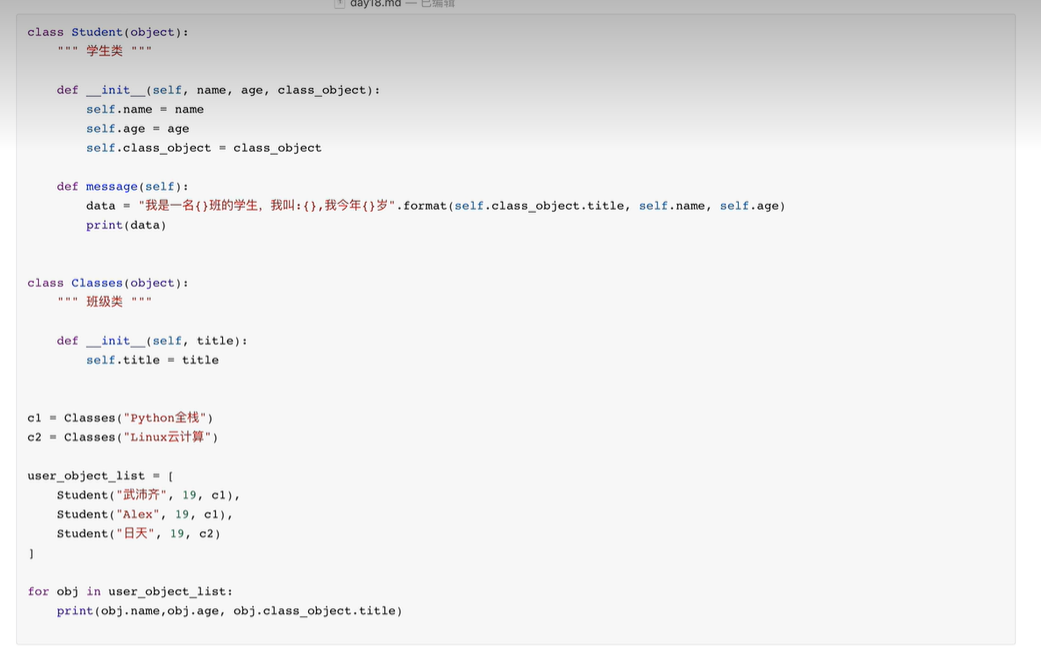 day18.md — 已编辑
class Student(object):
    """ 学生类 """
    def __init__(self, name, age, class_object):
        self.name = name
        self.age = age
        self.class_object = class_object
    def message(self):
        data = "我是一名{}班的学生，我叫:{},我今年{}岁".format(self.class_object.title, self.name, self.age)
        print(data)
class Classes(object):
    """ 班级类 """
    def __init__(self, title):
        self.title = title
c1 = Classes("Python全栈")
c2 = Classes("Linux云计算")
user_object_list = [
    Student("武沛齐", 19, c1),
    Student("Alex", 19, c1),
    Student("日天", 19, c2)
]
for obj in user_object_list:
    print(obj.name,obj.age, obj.class_object.title)